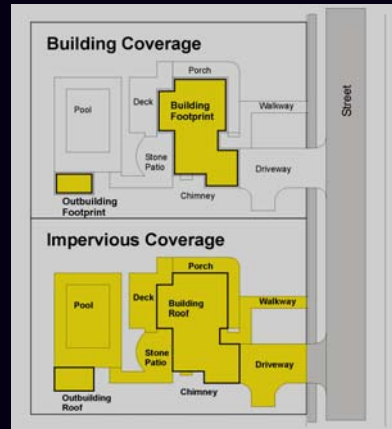 Building Coverage
Porch
Deck
Building
Footprint
Pool
Walkway
Street
Stone
Patio
Driveway
Outbuilding
Footprint
Chimney
Impervious Coverage
Porch
Deck
Building
Roof
Pool
Walkway
Stone
Patio
Driveway
Outbuilding
Roof
Chimney